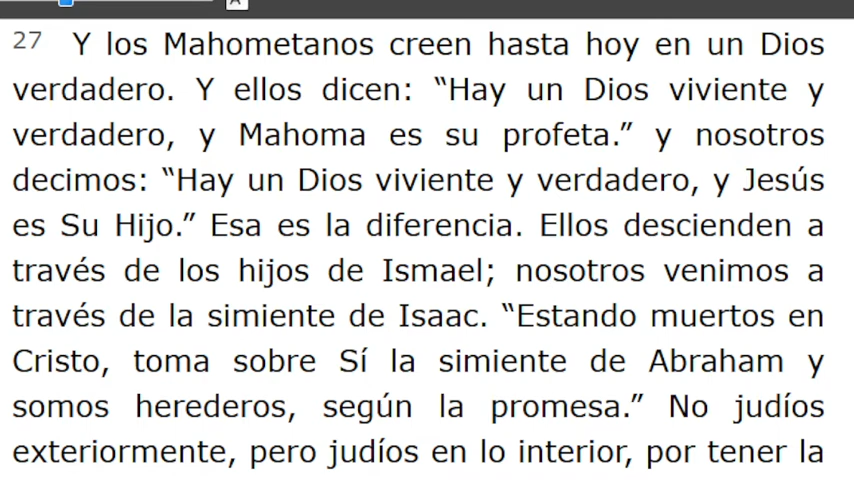 27 Y los Mahometanos creen hasta hoy en un Dios
verdadero. Y ellos dicen: “Hay un Dios viviente y
verdadero, y Mahoma es su profeta.” y nosotros
decimos: “Hay un Dios viviente y verdadero, y Jesús
es Su Hijo.” Esa es la diferencia. Ellos descienden a
través de los hijos de Ismael; nosotros venimos a
través de la simiente de Isaac. “Estando muertos en
Cristo, toma sobre Sí la simiente de Abraham y
somos herederos, según la promesa.” No judíos
exteriormente, pero judíos en lo interior, por tener la